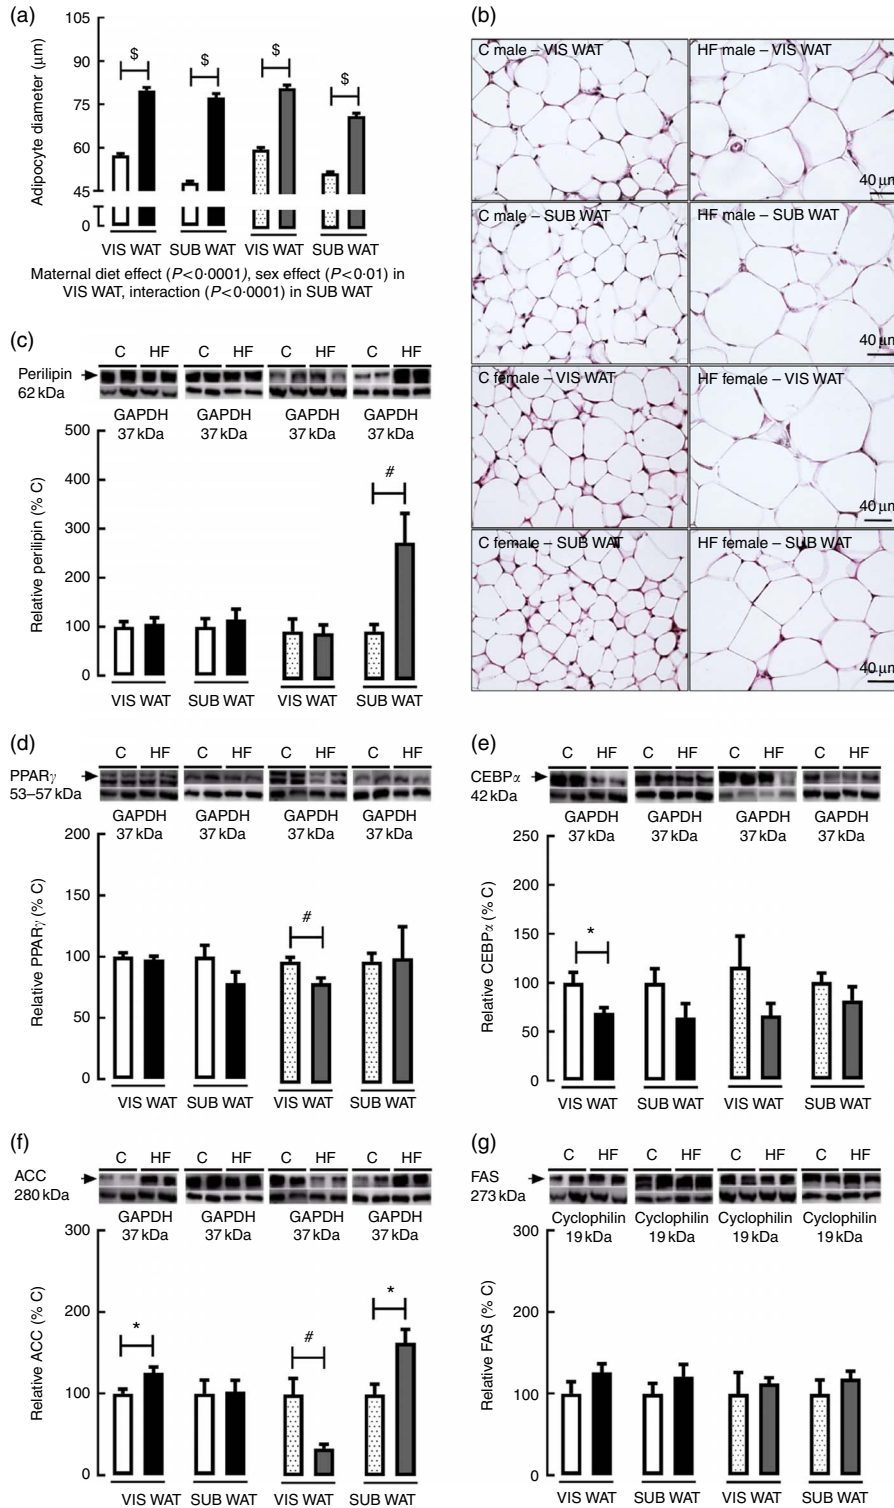 (a)
105
90
75
60
45
0
Adipocyte diameter (μm)
$
$
$
$
VIS WAT
SUB WAT
VIS WAT
SUB WAT
Maternal diet effect (P<0·0001), sex effect (P<0·01) in
VIS WAT, interaction (P<0·0001) in SUB WAT
(b)
C male – VIS WAT
HF male – VIS WAT
40 μm
C male – SUB WAT
HF male – SUB WAT
40 μm
C female – VIS WAT
HF female – VIS WAT
40 μm
C female – SUB WAT
HF female – SUB WAT
40 μm
(c)
C HF C HF C HF C HF
Perilipin
62 kDa
GAPDH GAPDH GAPDH GAPDH
37 kDa 37 kDa 37 kDa 37 kDa
500
400
300
200
100
0
Relative perilipin (% C)
#
VIS WAT SUB WAT VIS WAT SUB WAT
(d)
C HF C HF C HF C HF
PPARγ
53–57 kDa
GAPDH GAPDH GAPDH GAPDH
37 kDa 37 kDa 37 kDa 37 kDa
200
150
100
50
0
Relative PPARγ (% C)
#
VIS WAT SUB WAT VIS WAT SUB WAT
(e)
C HF C HF C HF C HF
CEBPα
42 kDa
GAPDH GAPDH GAPDH GAPDH
37 kDa 37 kDa 37 kDa 37 kDa
250
200
150
100
50
0
Relative CEBPα (% C)
*
VIS WAT SUB WAT VIS WAT SUB WAT
(f)
C HF C HF C HF C HF
ACC
280 kDa
GAPDH GAPDH GAPDH GAPDH
37 kDa 37 kDa 37 kDa 37 kDa
300
200
100
0
Relative ACC (% C)
*
#
*
VIS WAT SUB WAT VIS WAT SUB WAT
(g)
C HF C HF C HF C HF
FAS
273 kDa
Cyclophilin Cyclophilin Cyclophilin Cyclophilin
19 kDa 19 kDa 19 kDa 19 kDa
300
200
100
0
Relative FAS (% C)
VIS WAT SUB WAT VIS WAT SUB WAT